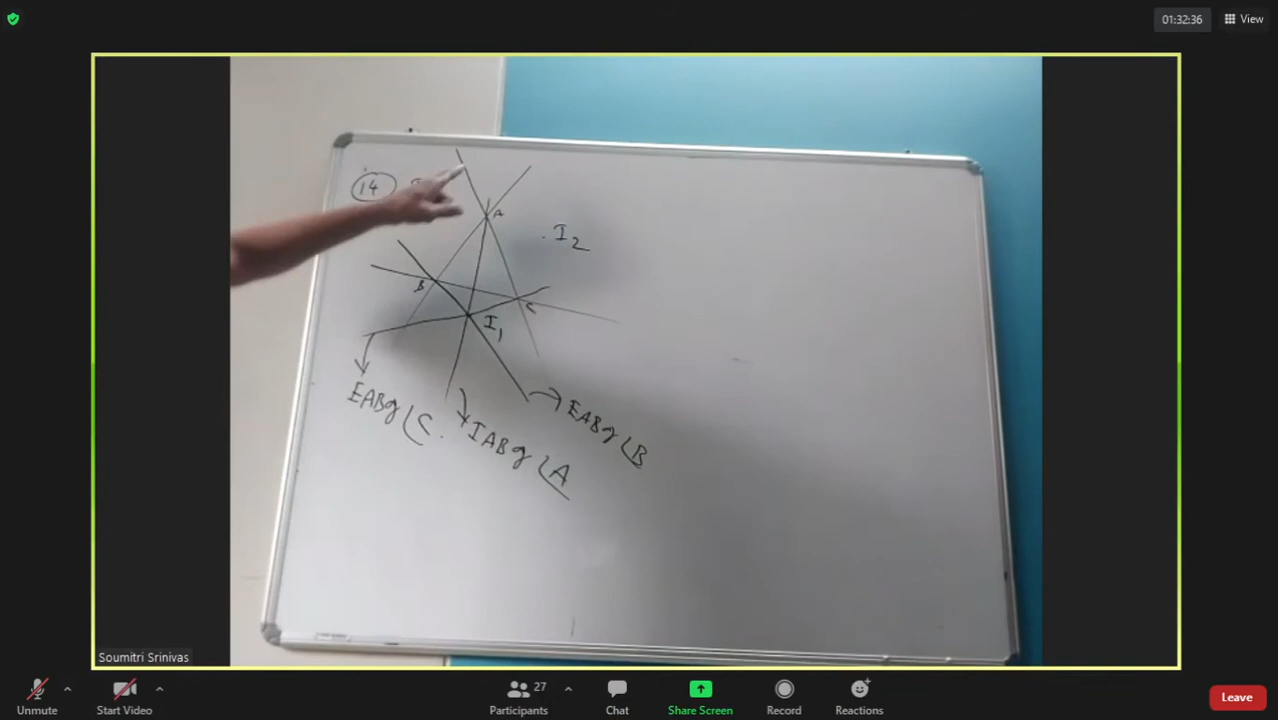 01:32:36
View
14
A
I2
B
C
I1
EABg ∠C.
IABg ∠A
EABg ∠B
Soumitri Srinivas
Unmute
Start Video
27
Participants
Chat
Share Screen
Record
Reactions
Leave